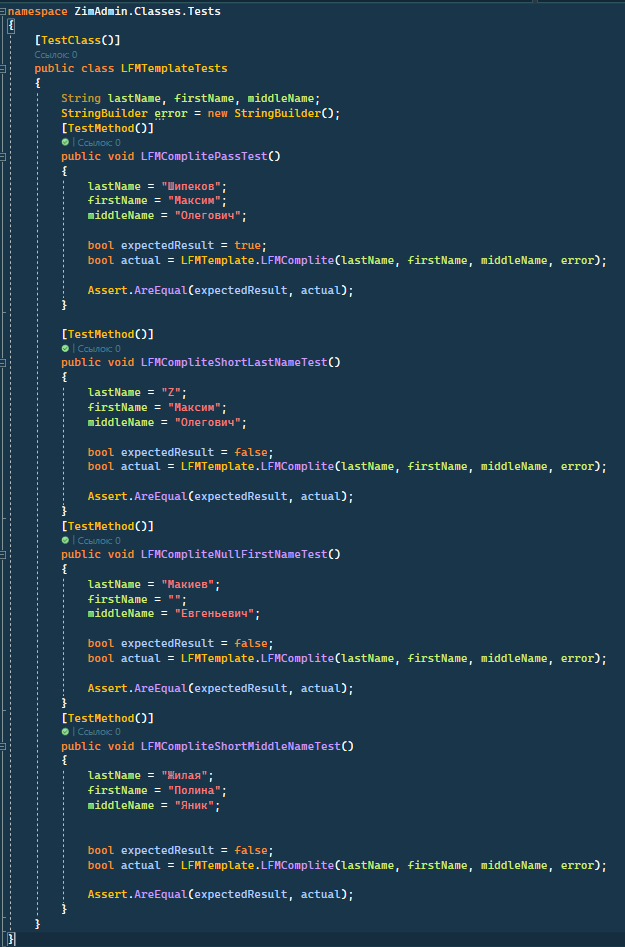 namespace ZimAdmin.Classes.Tests
{
[TestClass()]
Ссылок: 0
public class LFMTemplateTests
{
String lastName, firstName, middleName;
StringBuilder error = new StringBuilder();
[TestMethod()]
| Ссылок: 0
public void LFMComplitePassTest()
{
lastName = "Шипеков";
firstName = "Максим";
middleName = "Олегович";
bool expectedResult = true;
bool actual = LFMTemplate.LFMComplite(lastName, firstName, middleName, error);
Assert.AreEqual(expectedResult, actual);
}
[TestMethod()]
| Ссылок: 0
public void LFMCompliteShortLastNameTest()
{
lastName = "Z";
firstName = "Максим";
middleName = "Олегович";
bool expectedResult = false;
bool actual = LFMTemplate.LFMComplite(lastName, firstName, middleName, error);
Assert.AreEqual(expectedResult, actual);
}
[TestMethod()]
| Ссылок: 0
public void LFMCompliteNullFirstNameTest()
{
lastName = "Макиев";
firstName = "";
middleName = "Евгеньевич";
bool expectedResult = false;
bool actual = LFMTemplate.LFMComplite(lastName, firstName, middleName, error);
Assert.AreEqual(expectedResult, actual);
}
[TestMethod()]
| Ссылок: 0
public void LFMCompliteShortMiddleNameTest()
{
lastName = "Жилая";
firstName = "Полина";
middleName = "Яник";
bool expectedResult = false;
bool actual = LFMTemplate.LFMComplite(lastName, firstName, middleName, error);
Assert.AreEqual(expectedResult, actual);
}
}
}